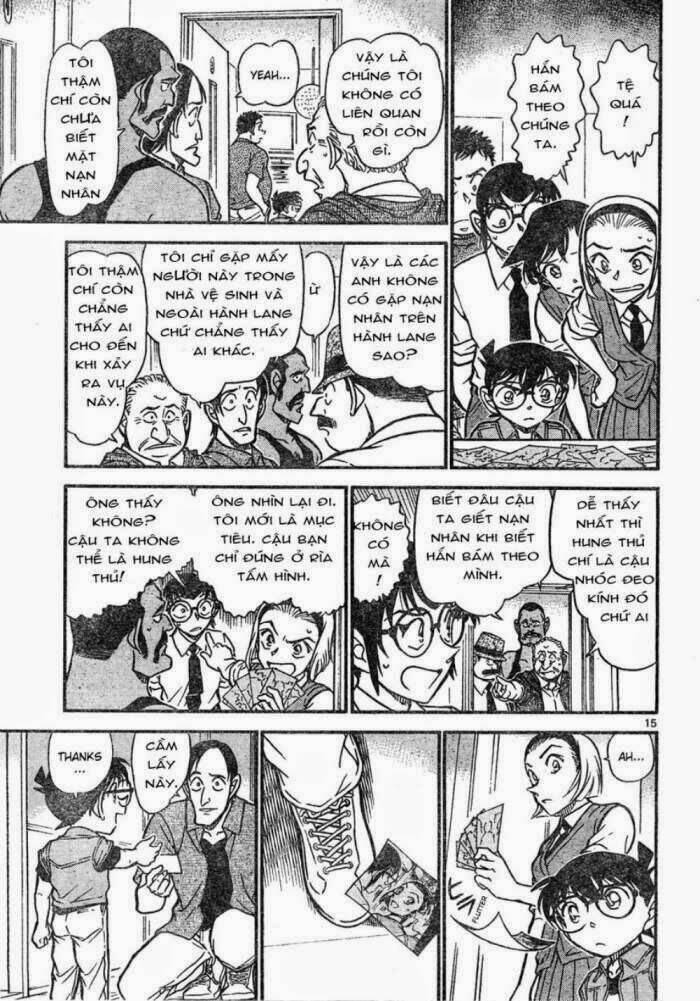 TỆ
QUÁ
!
HẮN
BÁM
THEO
CHÚNG
TA.
VẬY LÀ
CHÚNG TÔI
KHÔNG CÓ
LIÊN QUAN
RỒI CÒN
GÌ.
YEAH...
TÔI
THẬM
CHÍ CÒN
CHƯA
BIẾT
MẶT
NẠN
NHÂN
VẬY LÀ CÁC
ANH KHÔNG
CÓ GẶP NẠN
NHÂN TRÊN
HÀNH LANG
SAO?
Ừ
TÔI CHỈ GẶP MẤY
NGƯỜI NÀY TRONG
NHÀ VỆ SINH VÀ
NGOÀI HÀNH LANG
CHỨ CHẲNG THẤY
AI KHÁC.
TÔI THẬM
CHÍ CÒN
CHẲNG
THẤY AI
CHO ĐẾN
KHI XẢY
RA VỤ
NÀY.
DỄ THẤY
NHẤT THÌ
HUNG THỦ
CHÍ LÀ CẬU
NHÓC ĐEO
KÍNH ĐÓ
CHỨ AI
BIẾT ĐÂU CẬU
TA GIẾT NẠN
NHÂN KHI BIẾT
HẮN BÁM THEO
MÌNH.
KHÔNG
CÓ
MÀ !
ÔNG NHÌN LẠI ĐI.
TÔI MỚI LÀ MỤC
TIÊU. CẬU BẠN
CHỈ ĐỨNG Ở RÌA
TẤM HÌNH.
ÔNG THẤY
KHÔNG?
CẬU TA KHÔNG
THỂ LÀ HUNG
THỦ!
15
AH...
FLUTTER
CẦM
LẤY
NÀY.
THANKS
...